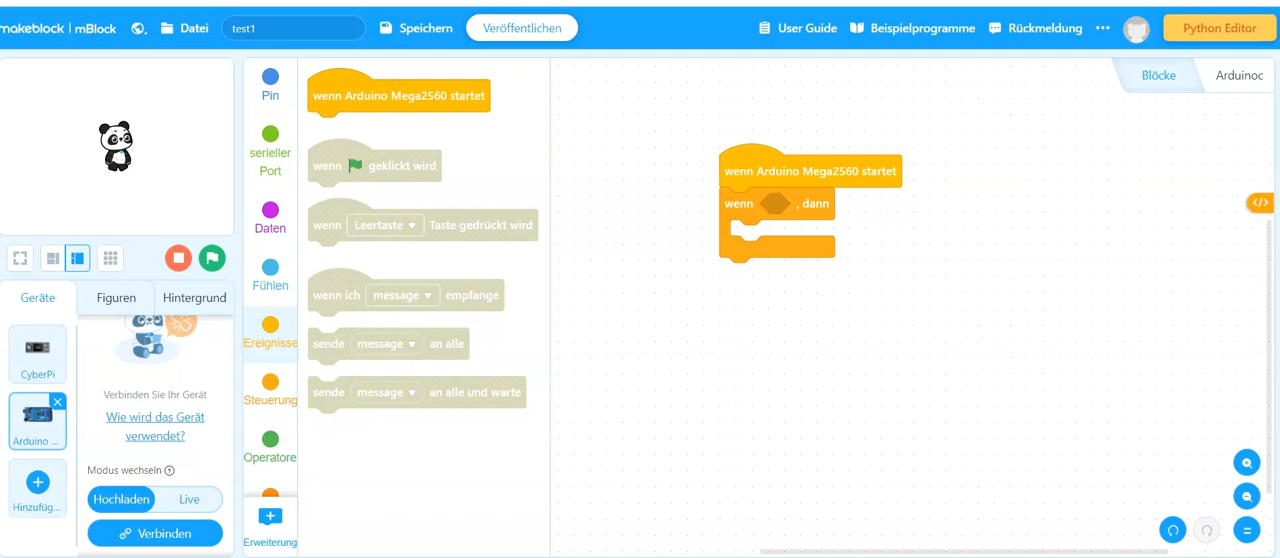 makeblock | mBlock
Datei
test1
Speichern
Veröffentlichen
User Guide
Beispielprogramme
Rückmeldung
Python Editor
Geräte
Figuren
Hintergrund
CyberPi
Arduino ...
Hinzufüg...
Verbinden Sie Ihr Gerät
Wie wird das Gerät
verwendet?
Modus wechseln
Hochladen
Live
Verbinden
Pin
serieller
Port
Daten
Fühlen
Ereignisse
Steuerung
Operatore
Erweiterung
wenn Arduino Mega2560 startet
wenn geklickt wird
wenn Leertaste Taste gedrückt wird
wenn ich message empfange
sende message an alle
sende message an alle und warte
wenn Arduino Mega2560 startet
wenn , dann
Blöcke
Arduinoc
</>